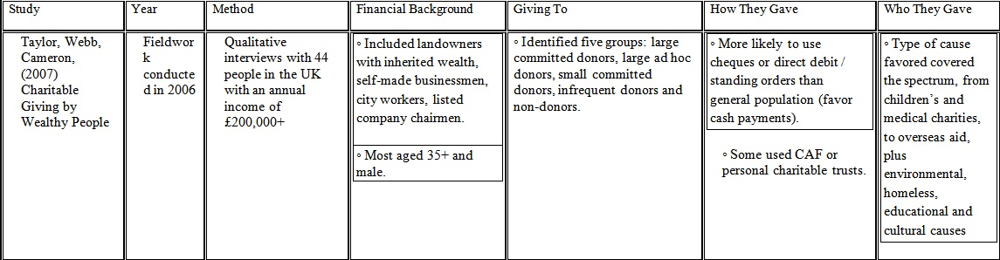 Study
Year
Method
Financial Background
Giving To
How They Gave
Who They Gave
Taylor, Webb,
Cameron,
(2007)
Charitable
Giving by
Wealthy People
Fieldwor
k
conducte
d in 2006
Qualitative
interviews with 44
people in the UK
with an annual
income of
£200,000+
◦ Included landowners
with inherited wealth,
self-made businessmen,
city workers, listed
company chairmen.
◦ Most aged 35+ and
male.
◦ Identified five groups: large
committed donors, large ad hoc
donors, small committed
donors, infrequent donors and
non-donors.
◦ More likely to use
cheques or direct debit /
standing orders than
general population (favor
cash payments).
◦ Some used CAF or
personal charitable trusts.
◦ Type of cause
favored covered
the spectrum, from
children’s and
medical charities,
to overseas aid,
plus
environmental,
homeless,
educational and
cultural causes